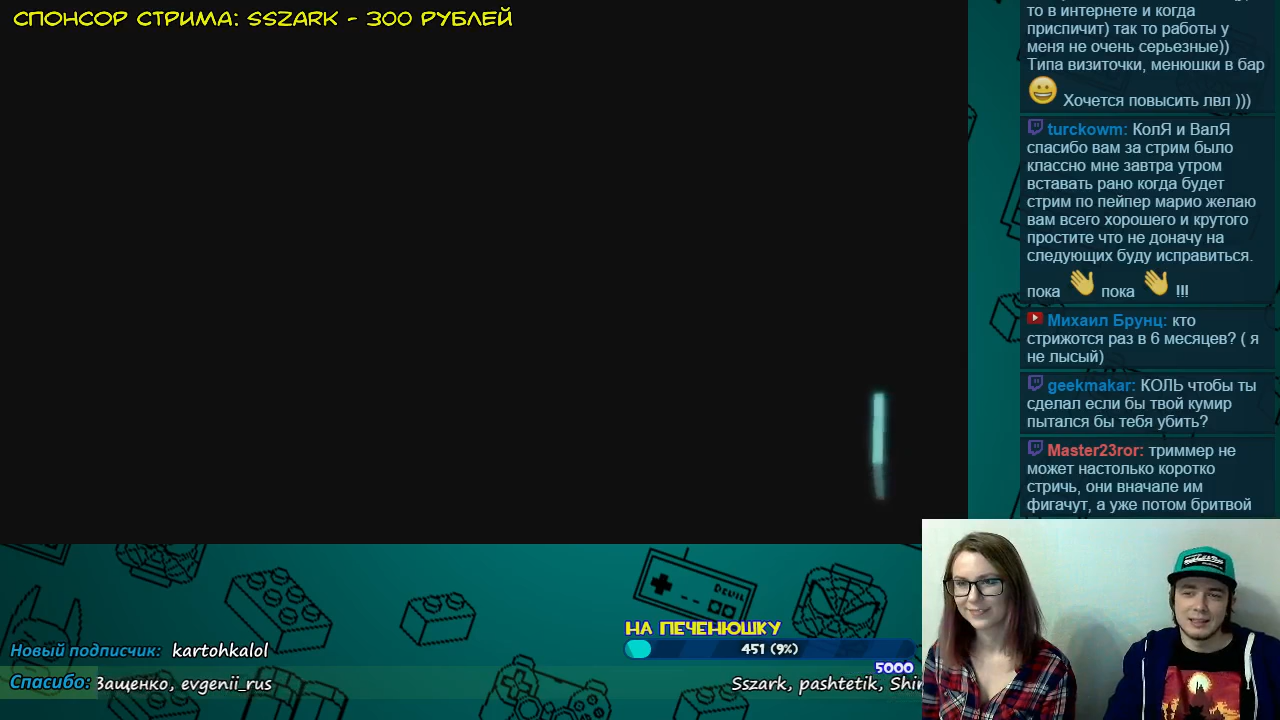 СПОНСОР СТРИМА: SSZARK - 300 РУБЛЕЙ
то в интернете и когда
приспичит) так то работы у
меня не очень серьезные))
Типа визиточки, менюшки в бар
😀 Хочется повысить лвл )))
turckowm: КолЯ и ВалЯ
спасибо вам за стрим было
классно мне завтра утром
вставать рано когда будет
стрим по пейпер марио желаю
вам всего хорошего и крутого
простите что не доначу на
следующих буду исправиться.
пока 👋 пока 👋 !!!
Михаил Брунц: кто
стрижотся раз в 6 месяцев? ( я
не лысый)
geekmakar: КОЛЬ чтобы ты
сделал если бы твой кумир
пытался бы тебя убить?
Master23ror: триммер не
может настолько коротко
стричь, они вначале им
фигачут, а уже потом бритвой
Devil
НА ПЕЧЕНЮШКУ
451 (9%)
5000
Новый подписчик: kartohkalol
Спасибо: Защенко, evgenii_rus
Sszark, pashtetik, Shir